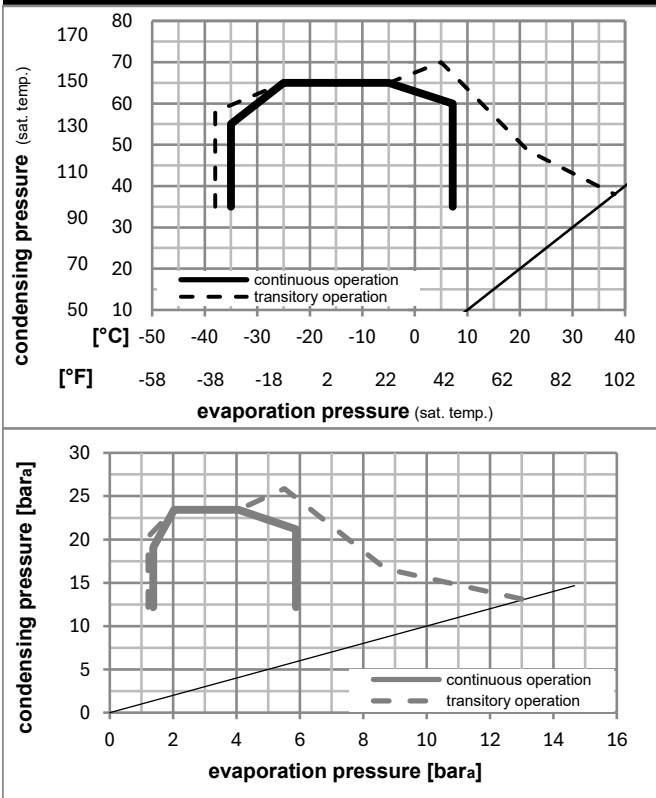 170 80
70
150
60
130
50
110
40
90
30
70
20
50 10
condensing pressure (sat. temp.)
continuous operation
transitory operation
[°C] -50 -40 -30 -20 -10 0 10 20 30 40
[°F] -58 -38 -18 2 22 42 62 82 102
evaporation pressure (sat. temp.)
30
25
20
15
10
5
0
condensing pressure [bara]
continuous operation
transitory operation
0 2 4 6 8 10 12 14 16
evaporation pressure [bara]